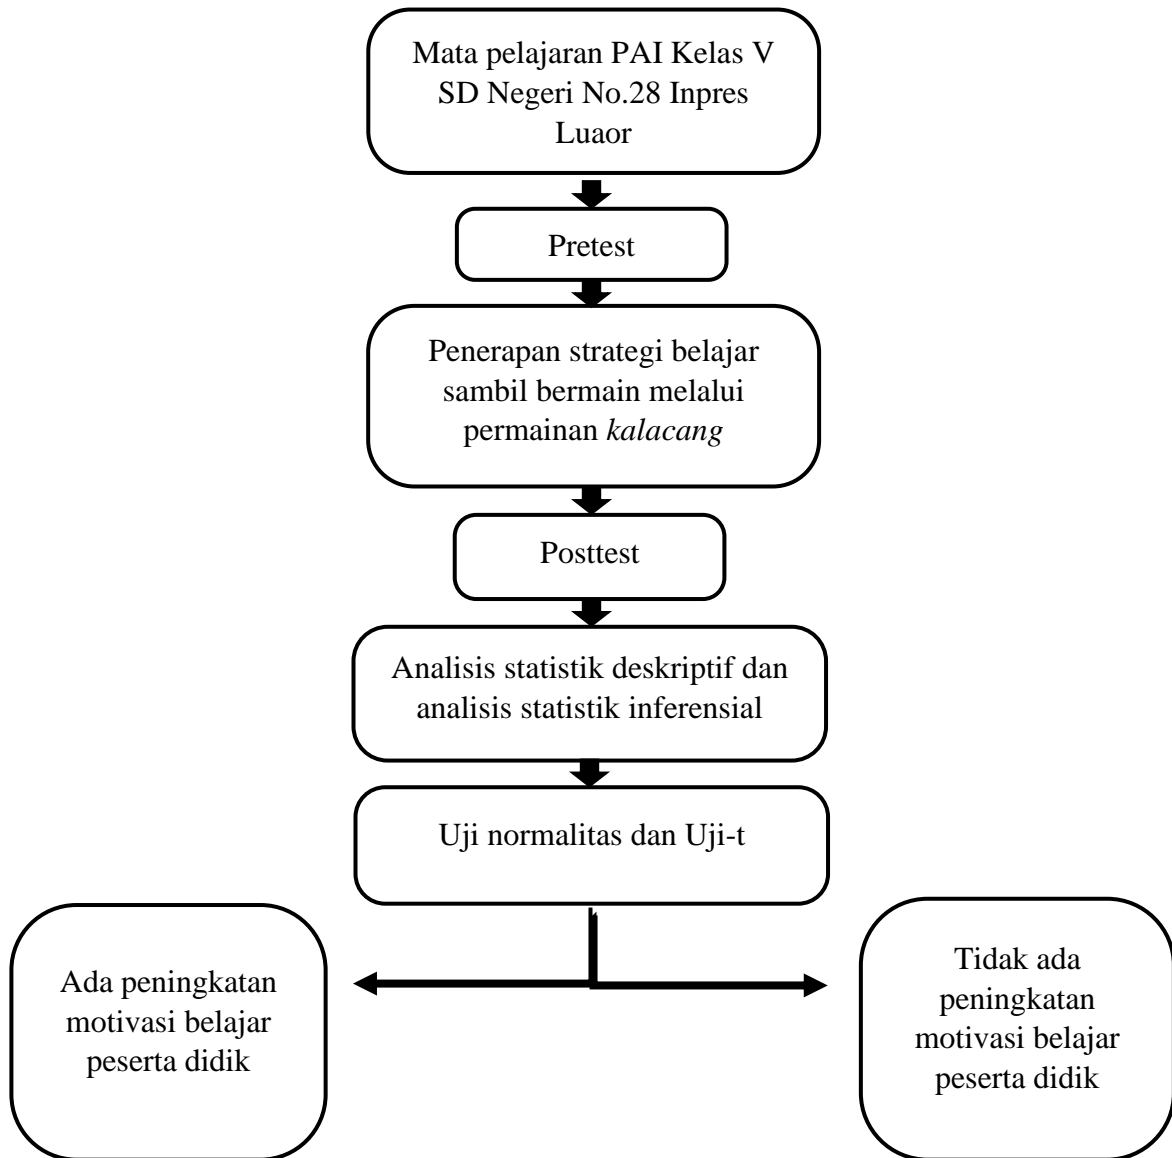 Mata pelajaran PAI Kelas V
SD Negeri No.28 Inpres
Luaor
Pretest
Penerapan strategi belajar
sambil bermain melalui
permainan kalacang
Posttest
Analisis statistik deskriptif dan
analisis statistik inferensial
Uji normalitas dan Uji-t
Ada peningkatan
motivasi belajar
peserta didik
Tidak ada
peningkatan
motivasi belajar
peserta didik